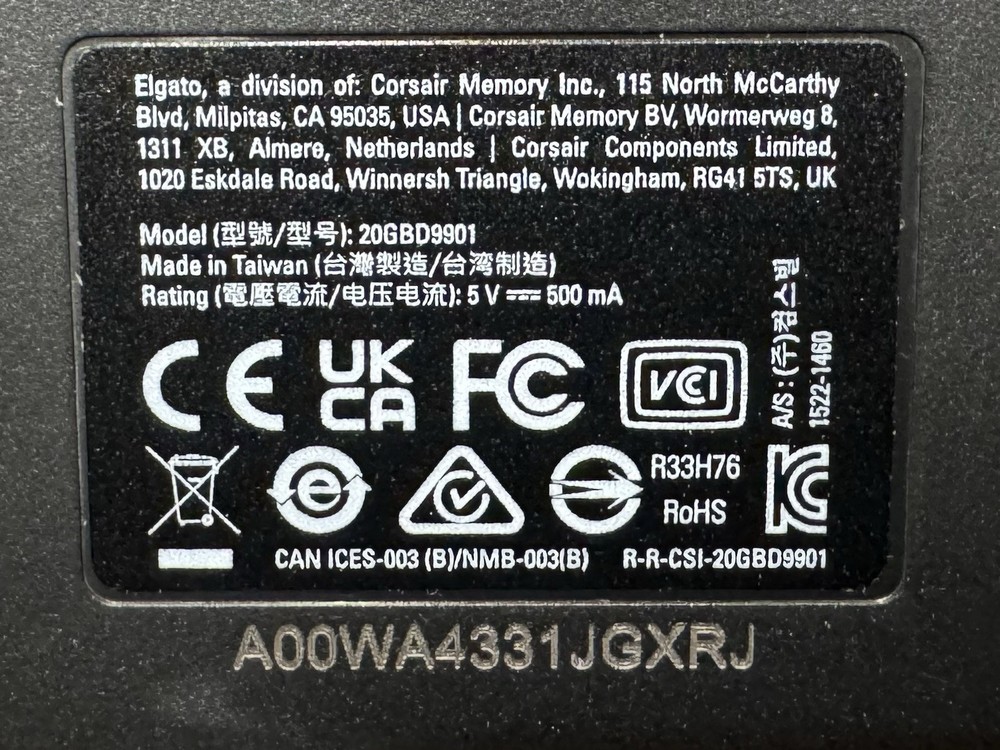 Elgato, a division of: Corsair Memory Inc., 115 North McCarthy
Blvd, Milpitas, CA 95035, USA | Corsair Memory BV, Wormerweg 8,
1311 XB, Almere, Netherlands | Corsair Components Limited,
1020 Eskdale Road, Winnersh Triangle, Wokingham, RG41 5TS, UK
Model (型號/型号): 20GBD9901
Made in Taiwan (台灣製造/台湾制造)
Rating (電壓電流/电压电流): 5 V ⎓ 500 mA
CE
UK
CA
FC
VCCI
A/S : (주)컴스빌
1522-1460
e
R33H76
RoHS
KC
CAN ICES-003 (B)/NMB-003(B)
R-R-CSI-20GBD9901
A00WA4331JGXRJ